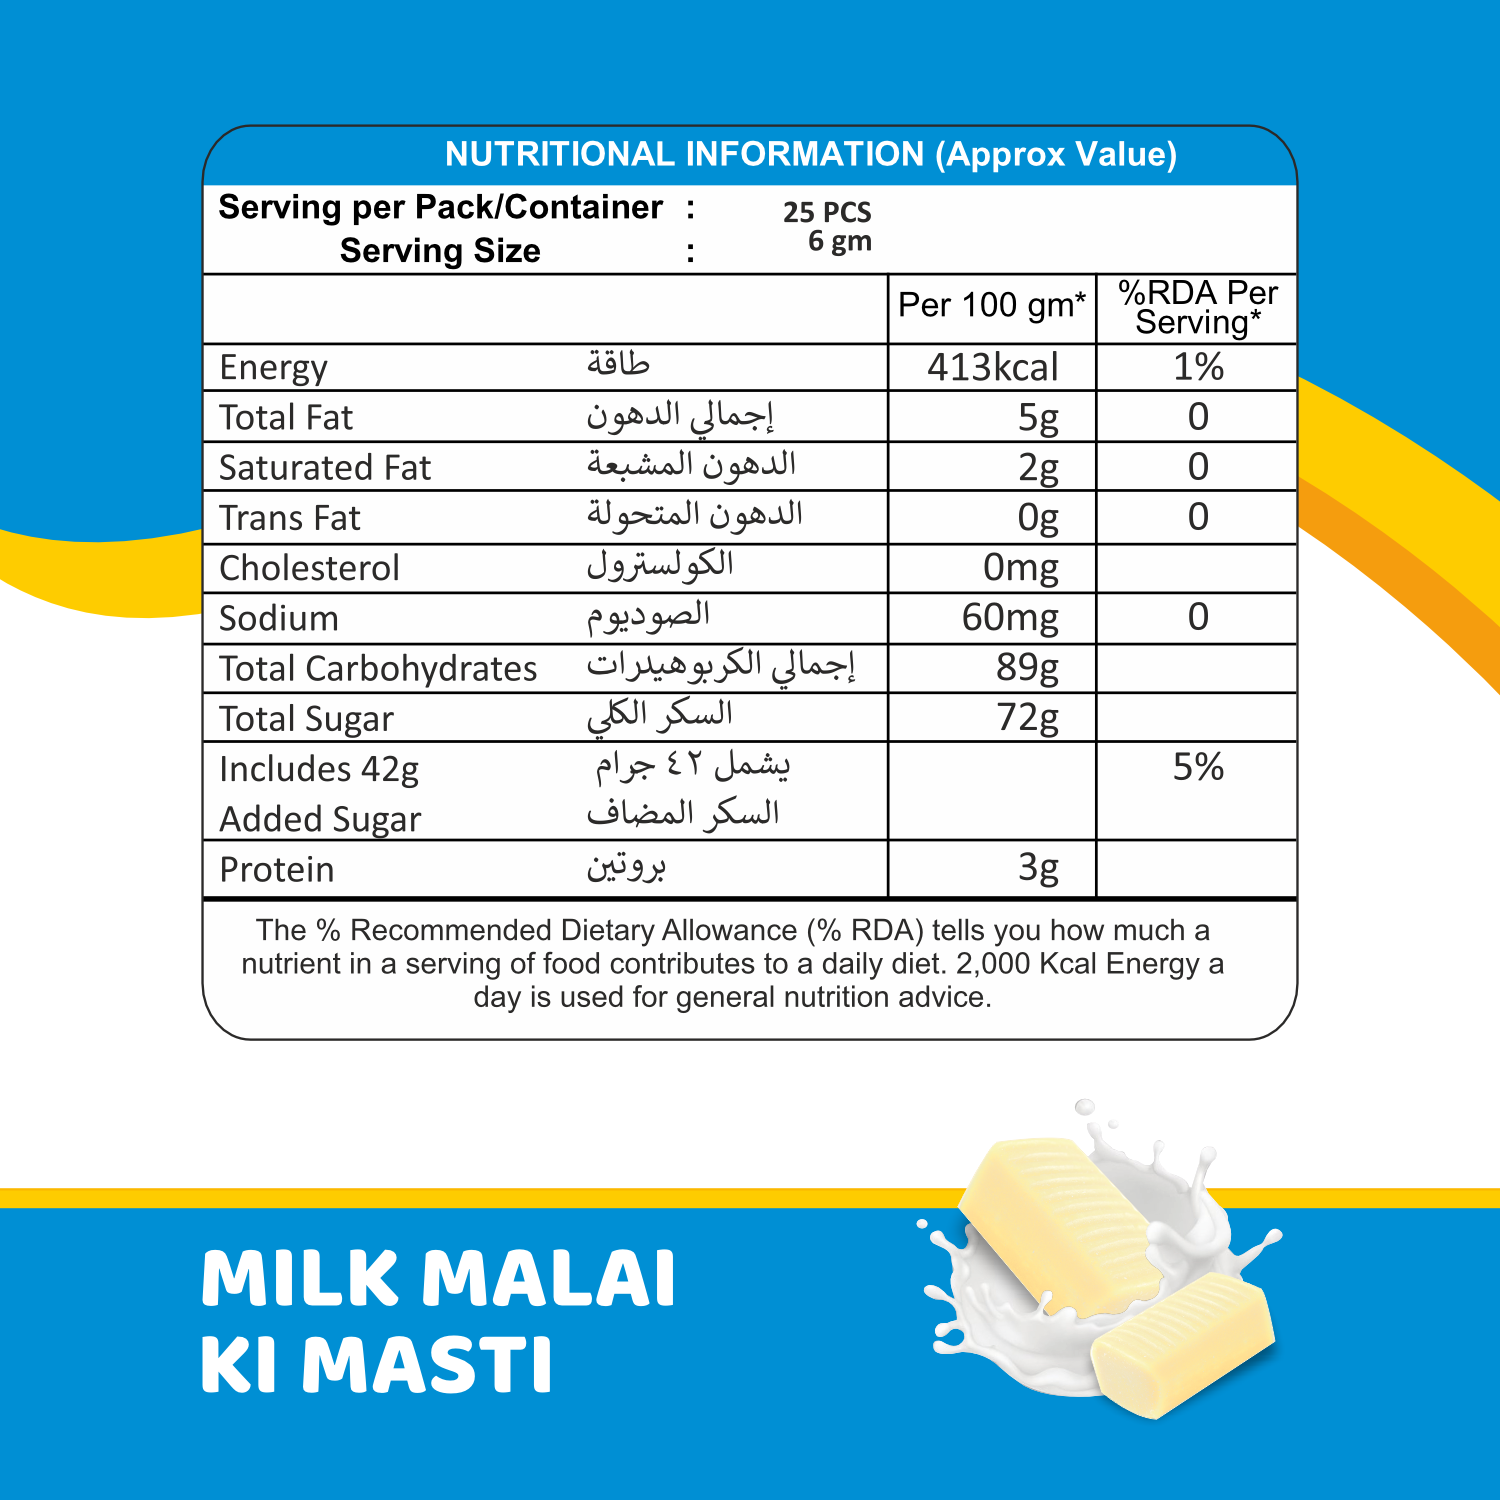 NUTRITIONAL INFORMATION (Approx Value)
Serving per Pack/Container : 25 PCS
Serving Size : 6 gm
Per 100 gm* %RDA Per Serving*
Energy طاقة 413kcal 1%
Total Fat إجمالي الدهون 5g 0
Saturated Fat الدهون المشبعة 2g 0
Trans Fat الدهون المتحولة 0g 0
Cholesterol الكولسترول 0mg
Sodium الصوديوم 60mg 0
Total Carbohydrates إجمالي الكربوهيدرات 89g
Total Sugar السكر الكلي 72g
Includes 42g يشمل ٤٢ جرام 5%
Added Sugar السكر المضاف
Protein بروتين 3g
The % Recommended Dietary Allowance (% RDA) tells you how much a
nutrient in a serving of food contributes to a daily diet. 2,000 Kcal Energy a
day is used for general nutrition advice.
MILK MALAI
KI MASTI